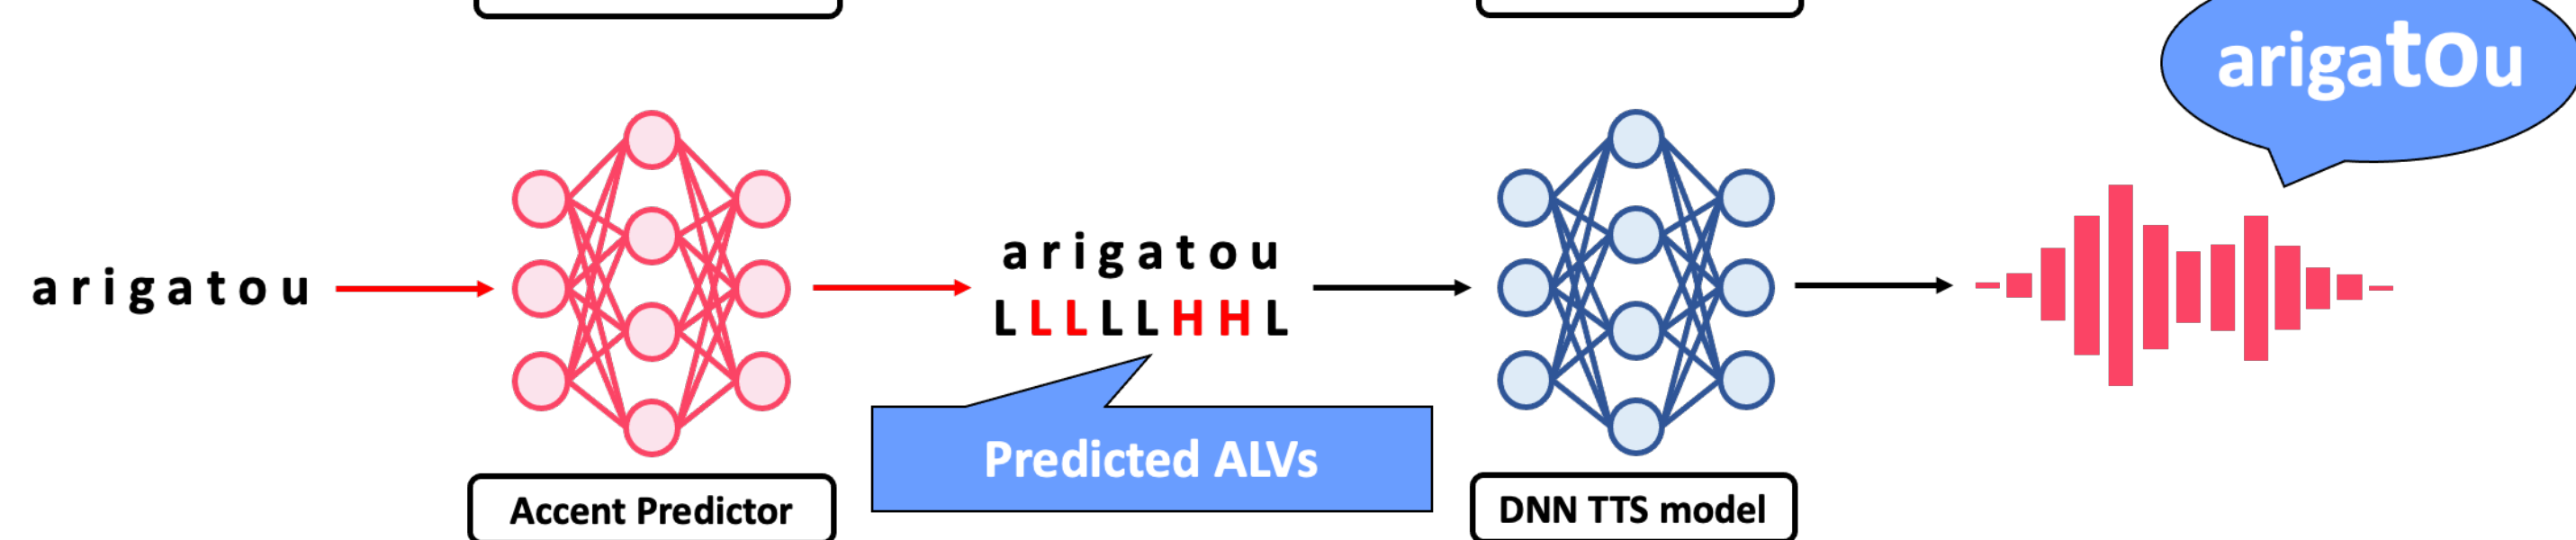 arigatou
a r i g a t o u
a r i g a t o u
L L L L L H H L
Predicted ALVs
Accent Predictor
DNN TTS model